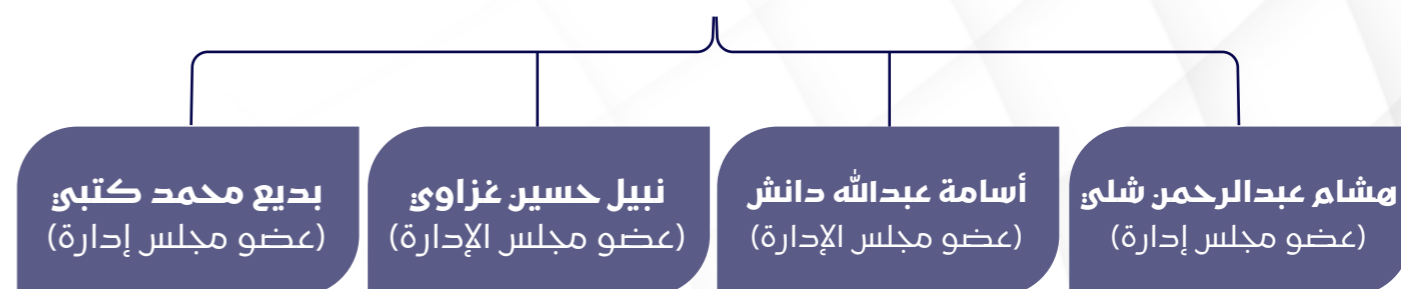 هشام عبدالرحمن شلي
(عضو مجلس إدارة)
أسامة عبدالله دانش
(عضو مجلس الإدارة)
نبيل حسين غزاوي
(عضو مجلس الإدارة)
بديع محمد كتبي
(عضو مجلس إدارة)